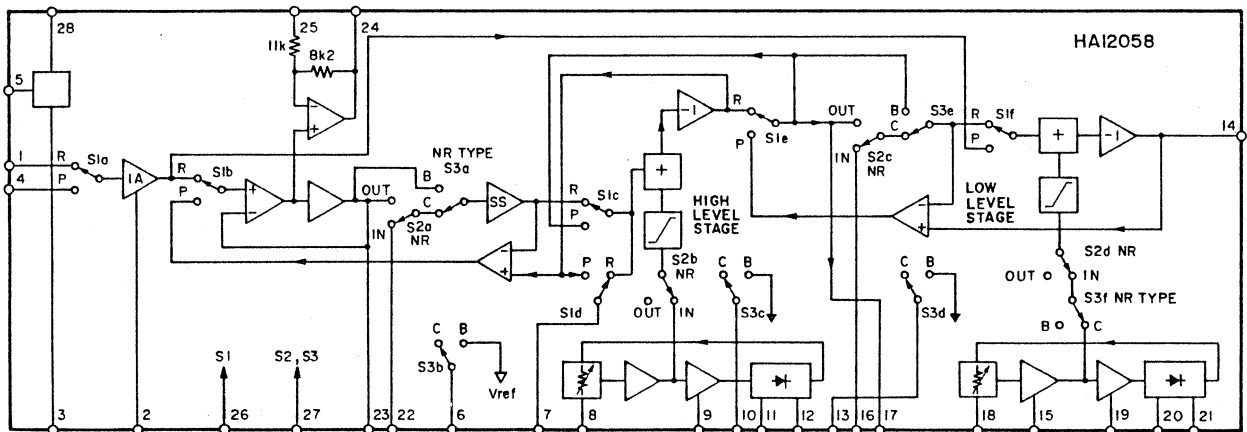 28
25
24
11k
8k2
HA12058
5
1
4
R
P
S1a
IA
R
P
S1b
+
-
-
+
NR TYPE
S3a
B
OUT
C
IN
S2a
NR
SS
R
P
S1c
-
+
P
R
S1d
+
HIGH
LEVEL
STAGE
S2b
NR
OUT
IN
-1
R
P
S1e
OUT
IN
B
C
S3e
S2c
NR
R
P
S1f
+
-1
14
LOW
LEVEL
STAGE
-
+
S2d NR
OUT
IN
S3f NR TYPE
B
C
C
B
S3c
C
B
S3d
C
B
S3b
Vref
S1
S2,S3
3
2
26
27
23
22
6
7
8
9
10
11
12
13
16
17
18
15
19
20
21